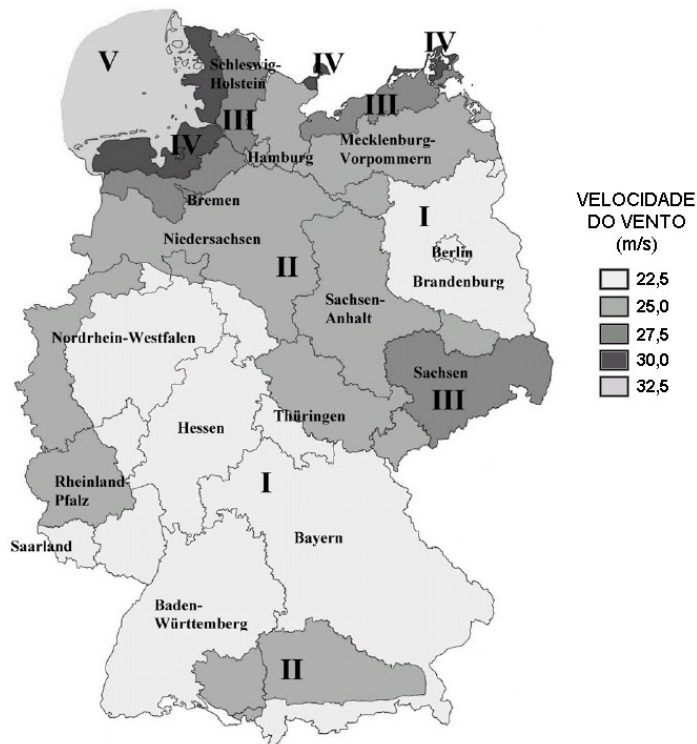 IV
V
Schleswig-
Holstein
IV
III
III
Mecklenburg-
Vorpommern
IV
Hamburg
Bremen
I
Niedersachsen
II
Berlin
Brandenburg
Sachsen-
Anhalt
Nordrhein-Westfalen
Sachsen
III
Thüringen
Hessen
Rheinland-
Pfalz
I
Bayern
Saarland
Baden-
Württemberg
II
VELOCIDADE
DO VENTO
(m/s)
22,5
25,0
27,5
30,0
32,5